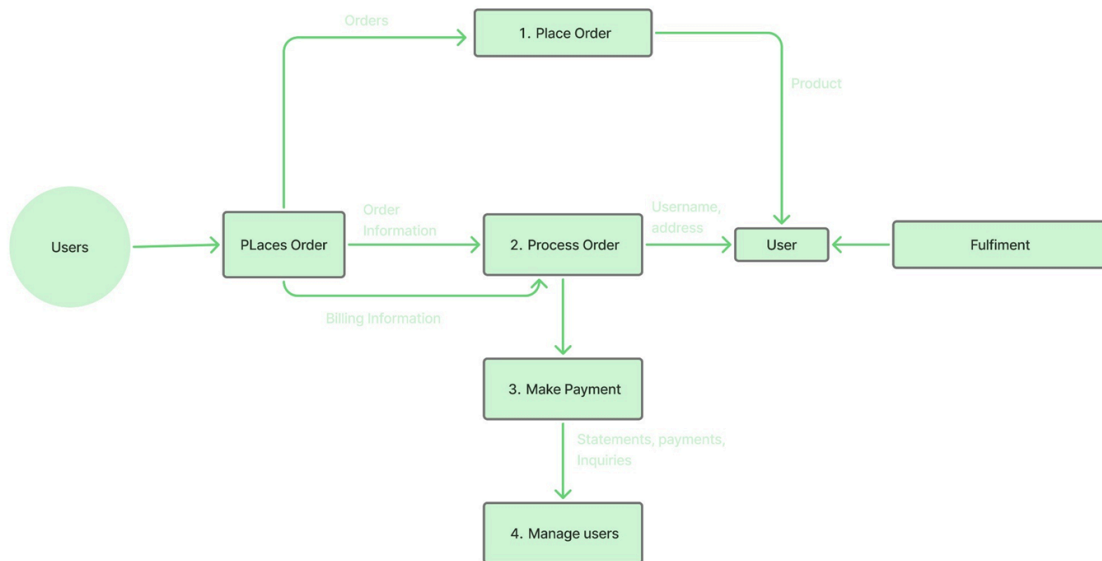 Orders
1. Place Order
Product
Users
PLaces Order
Order
Information
2. Process Order
Username,
address
User
Fulfiment
Billing Information
3. Make Payment
Statements, payments,
Inquiries
4. Manage users